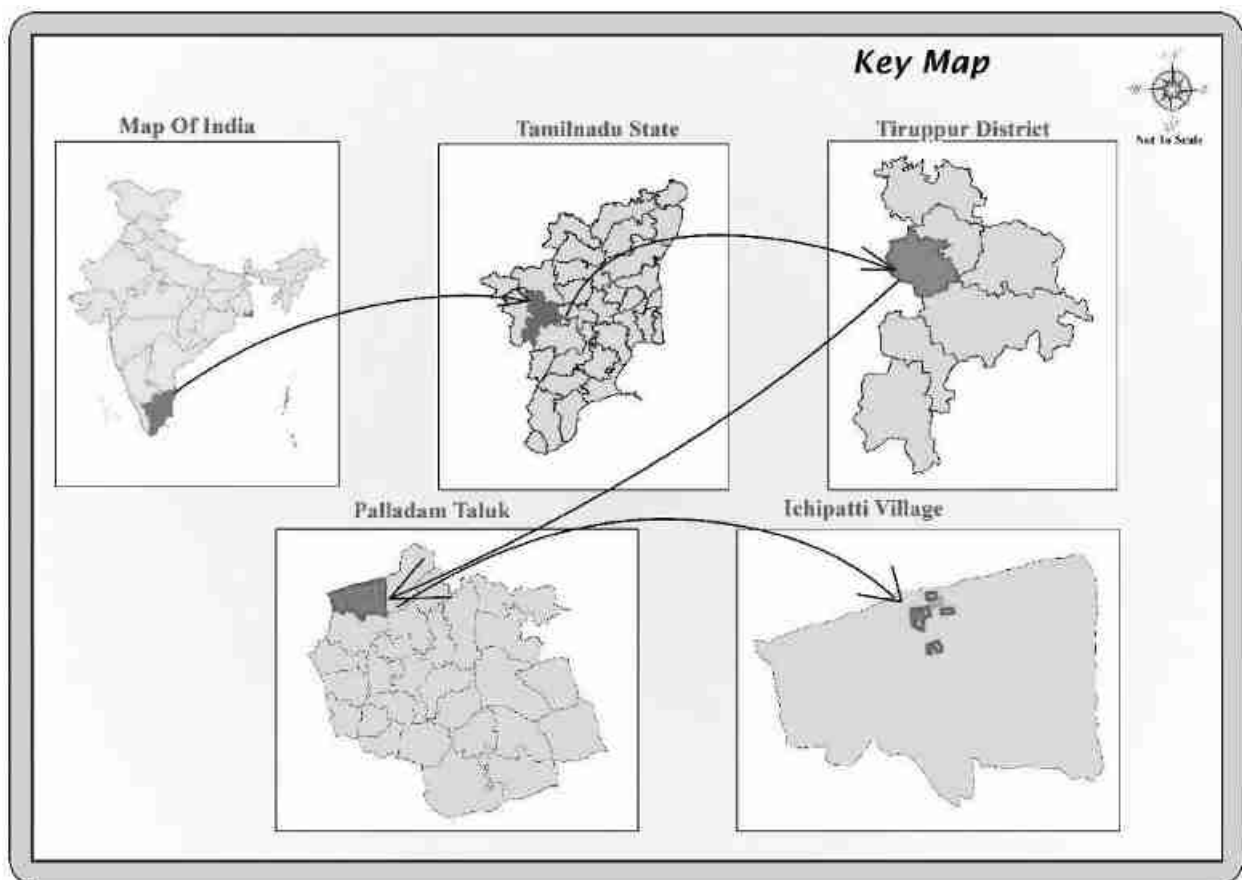 Key Map
Not To Scale
Map Of India
Tamilnadu State
Tiruppur District
Palladam Taluk
Ichipatti Village